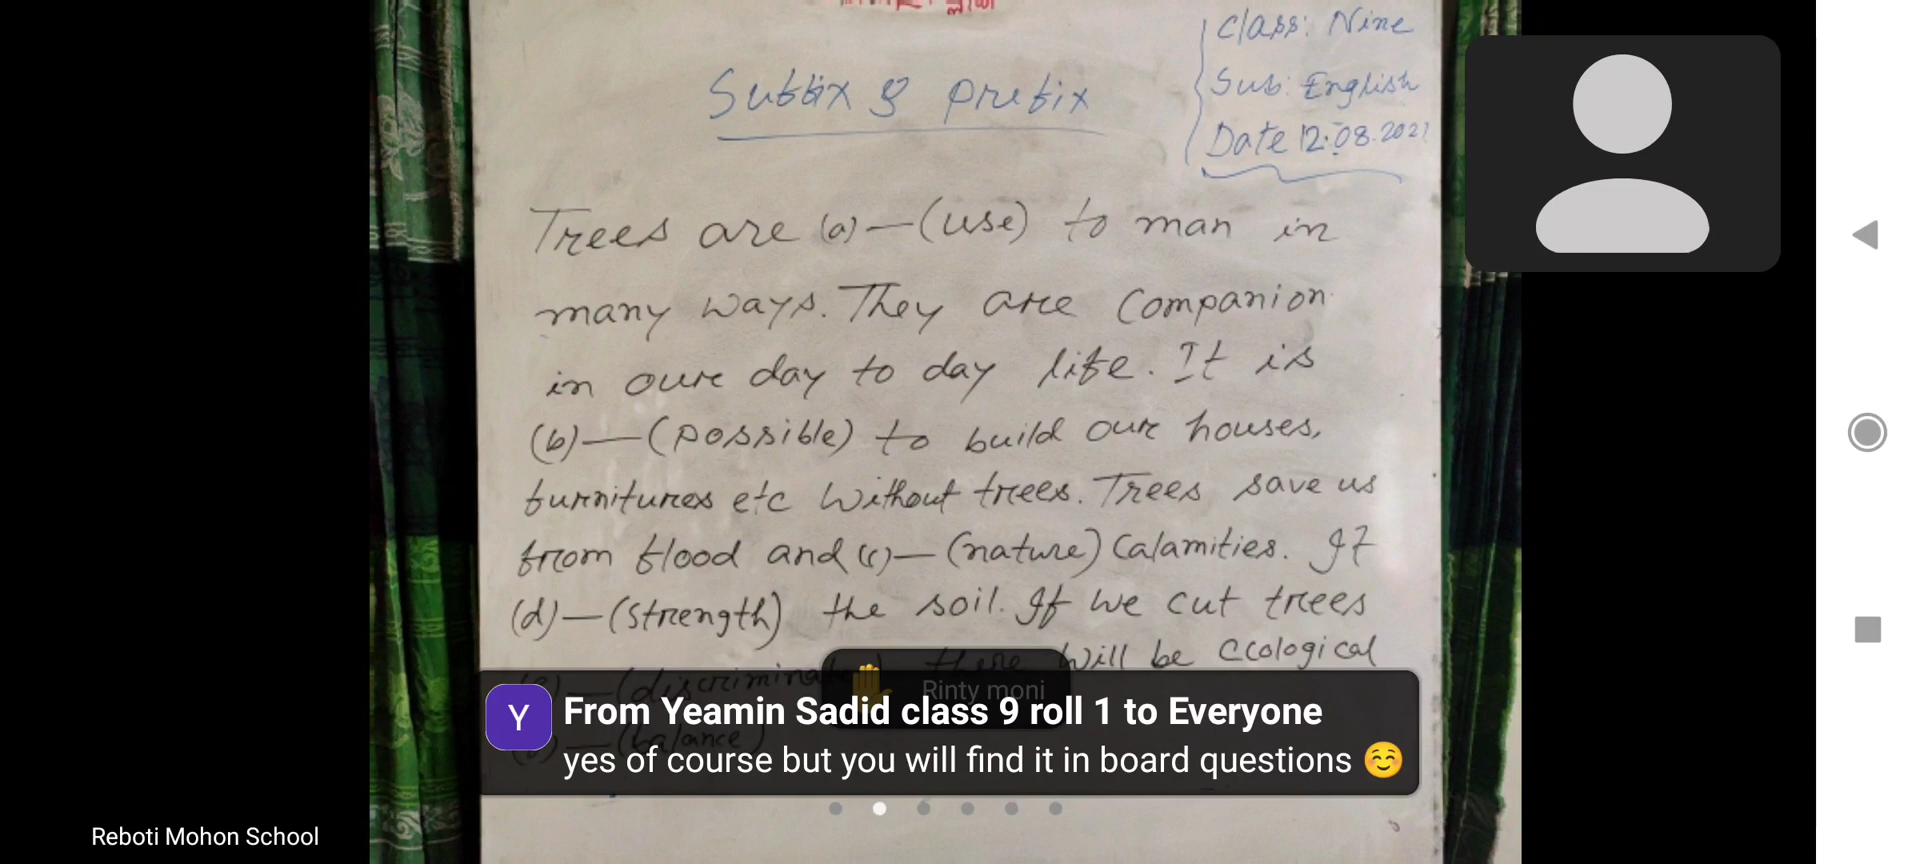 Class: Nine
Sub: English
Date 12.08.2021
Suffix & prefix
Trees are (a)—(use) to man in
many ways. They are companion
in our day to day life. It is
(b)—(possible) to build our houses,
furnitures etc without trees. Trees save us
from flood and (c)—(nature) calamities. It
(d)—(strength) the soil. If we cut trees
—(discriminate) there will be ecological
—(balance)
Rinty moni
Y
From Yeamin Sadid class 9 roll 1 to Everyone
yes of course but you will find it in board questions ☺️
Reboti Mohon School